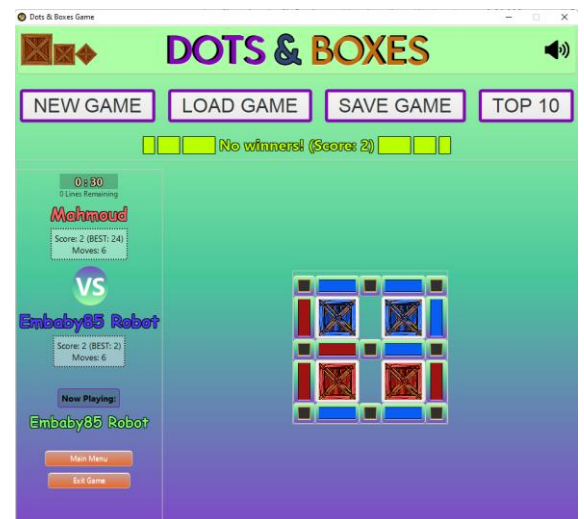 Dots & Boxes Game
DOTS & BOXES
NEW GAME
LOAD GAME
SAVE GAME
TOP 10
No winners! (Score: 2)
0 : 30
0 Lines Remaining
Mahmoud
Score: 2 (BEST: 24)
Moves: 6
VS
Embaby85 Robot
Score: 2 (BEST: 2)
Moves: 6
Now Playing:
Embaby85 Robot
Main Menu
Exit Game